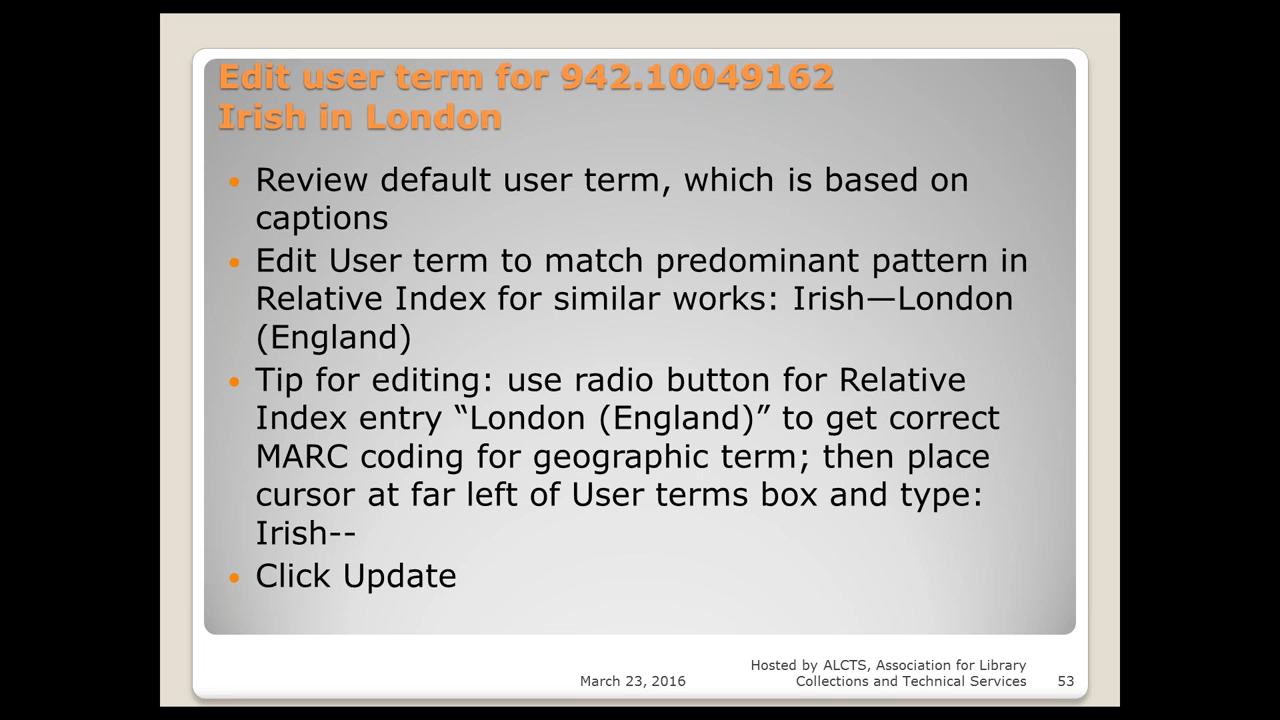 Edit user term for 942.10049162
Irish in London
• Review default user term, which is based on
captions
• Edit User term to match predominant pattern in
Relative Index for similar works: Irish—London
(England)
• Tip for editing: use radio button for Relative
Index entry “London (England)” to get correct
MARC coding for geographic term; then place
cursor at far left of User terms box and type:
Irish--
• Click Update
Hosted by ALCTS, Association for Library
March 23, 2016 Collections and Technical Services 53